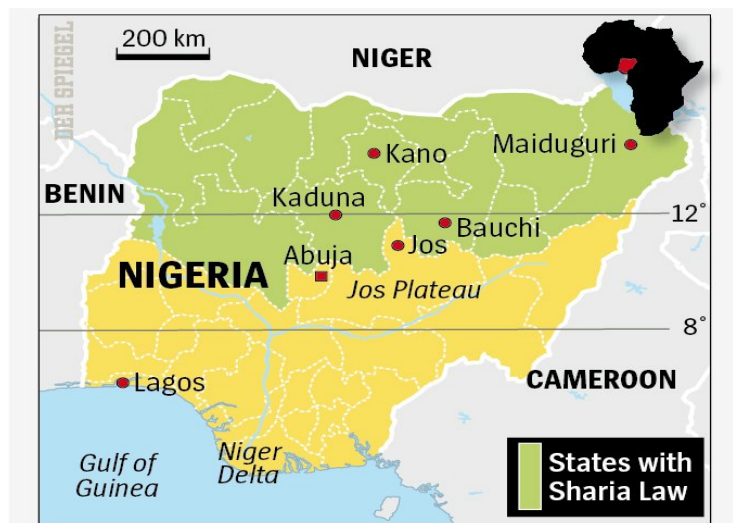 200 km
DER SPIEGEL
NIGER
Kano
Maiduguri
BENIN
Kaduna
12°
Bauchi
Abuja
Jos
NIGERIA
Jos Plateau
8°
CAMEROON
Lagos
Gulf of
Guinea
Niger
Delta
States with
Sharia Law